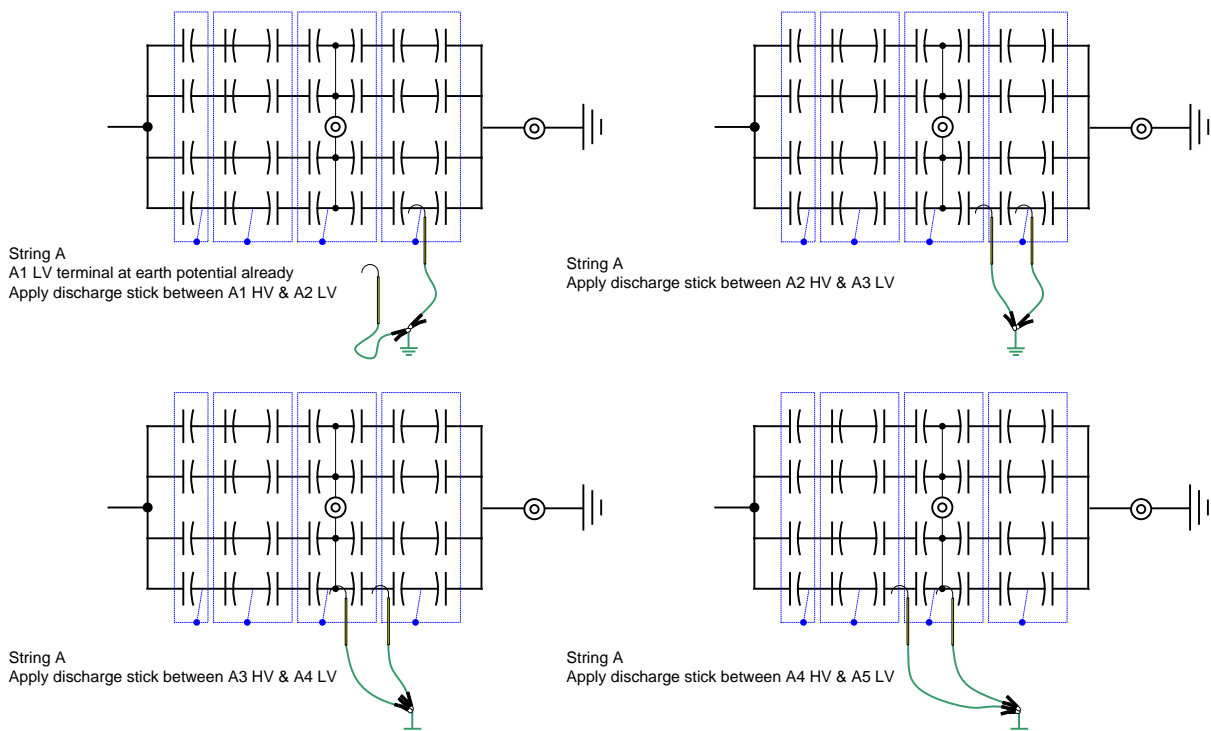 String A
A1 LV terminal at earth potential already
Apply discharge stick between A1 HV & A2 LV
String A
Apply discharge stick between A2 HV & A3 LV
String A
Apply discharge stick between A3 HV & A4 LV
String A
Apply discharge stick between A4 HV & A5 LV